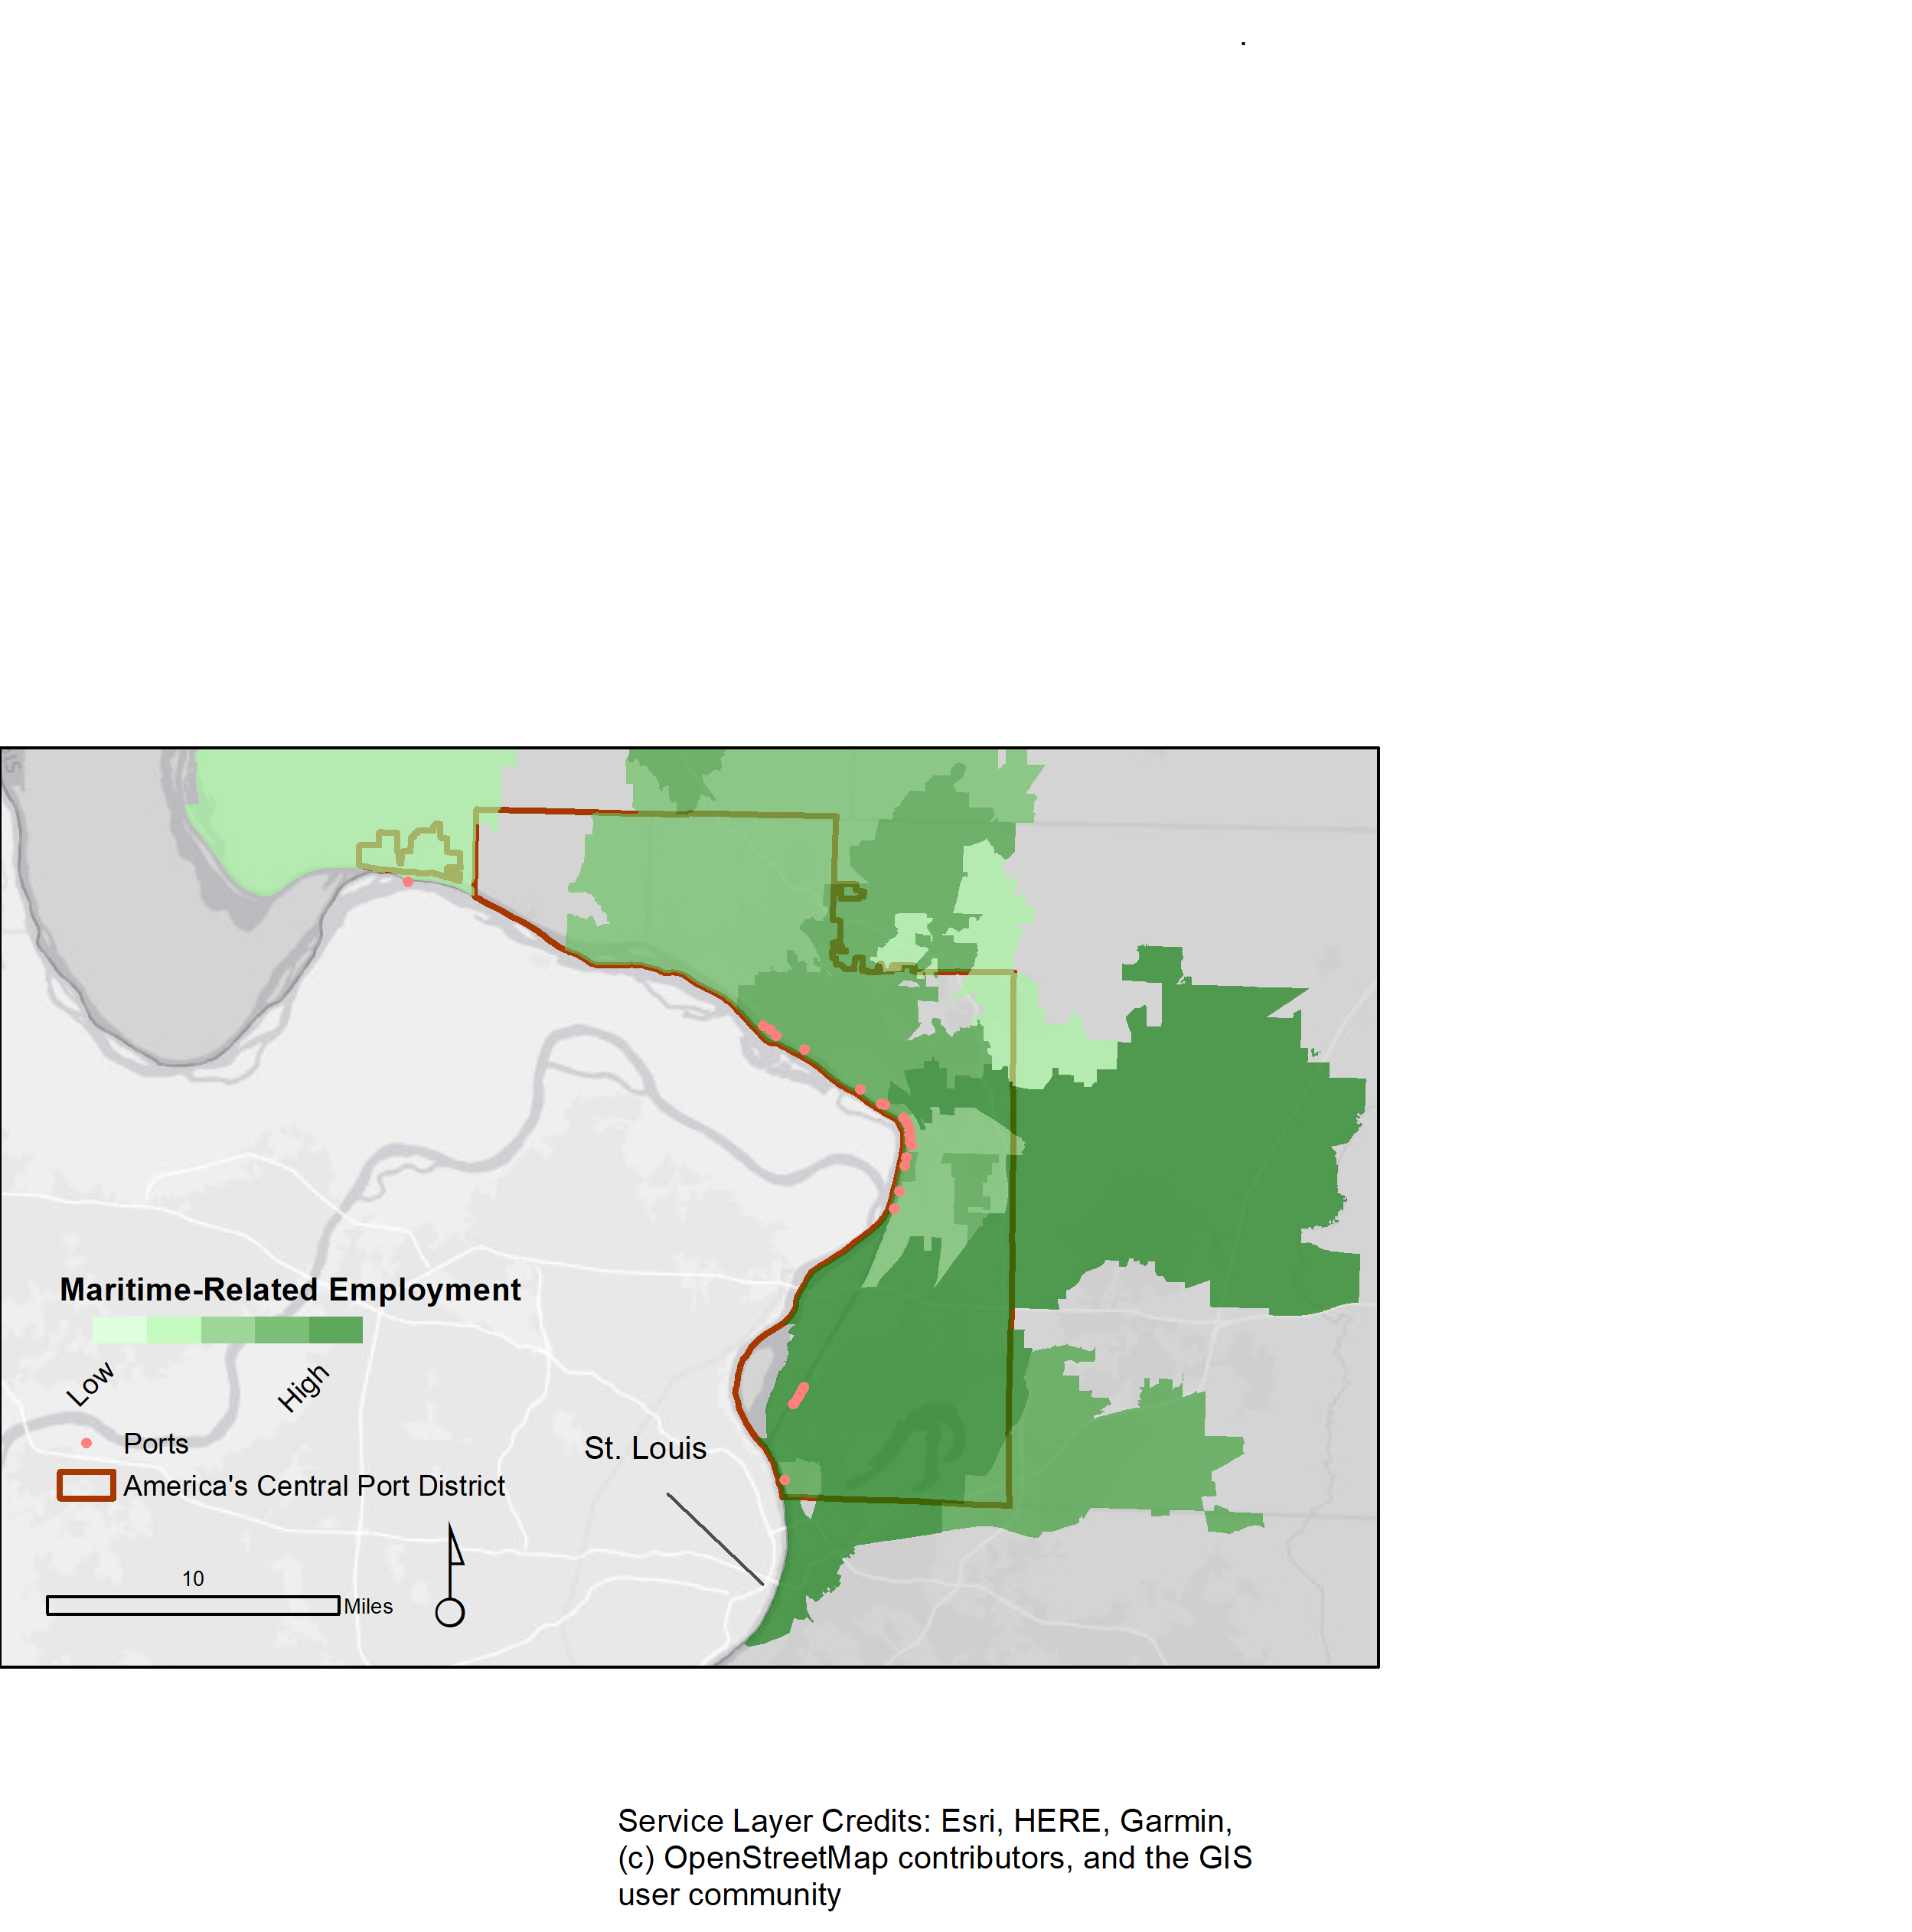 Maritime-Related Employment
Low
High
Ports
America's Central Port District
St. Louis
10
Miles
Service Layer Credits: Esri, HERE, Garmin,
(c) OpenStreetMap contributors, and the GIS
user community